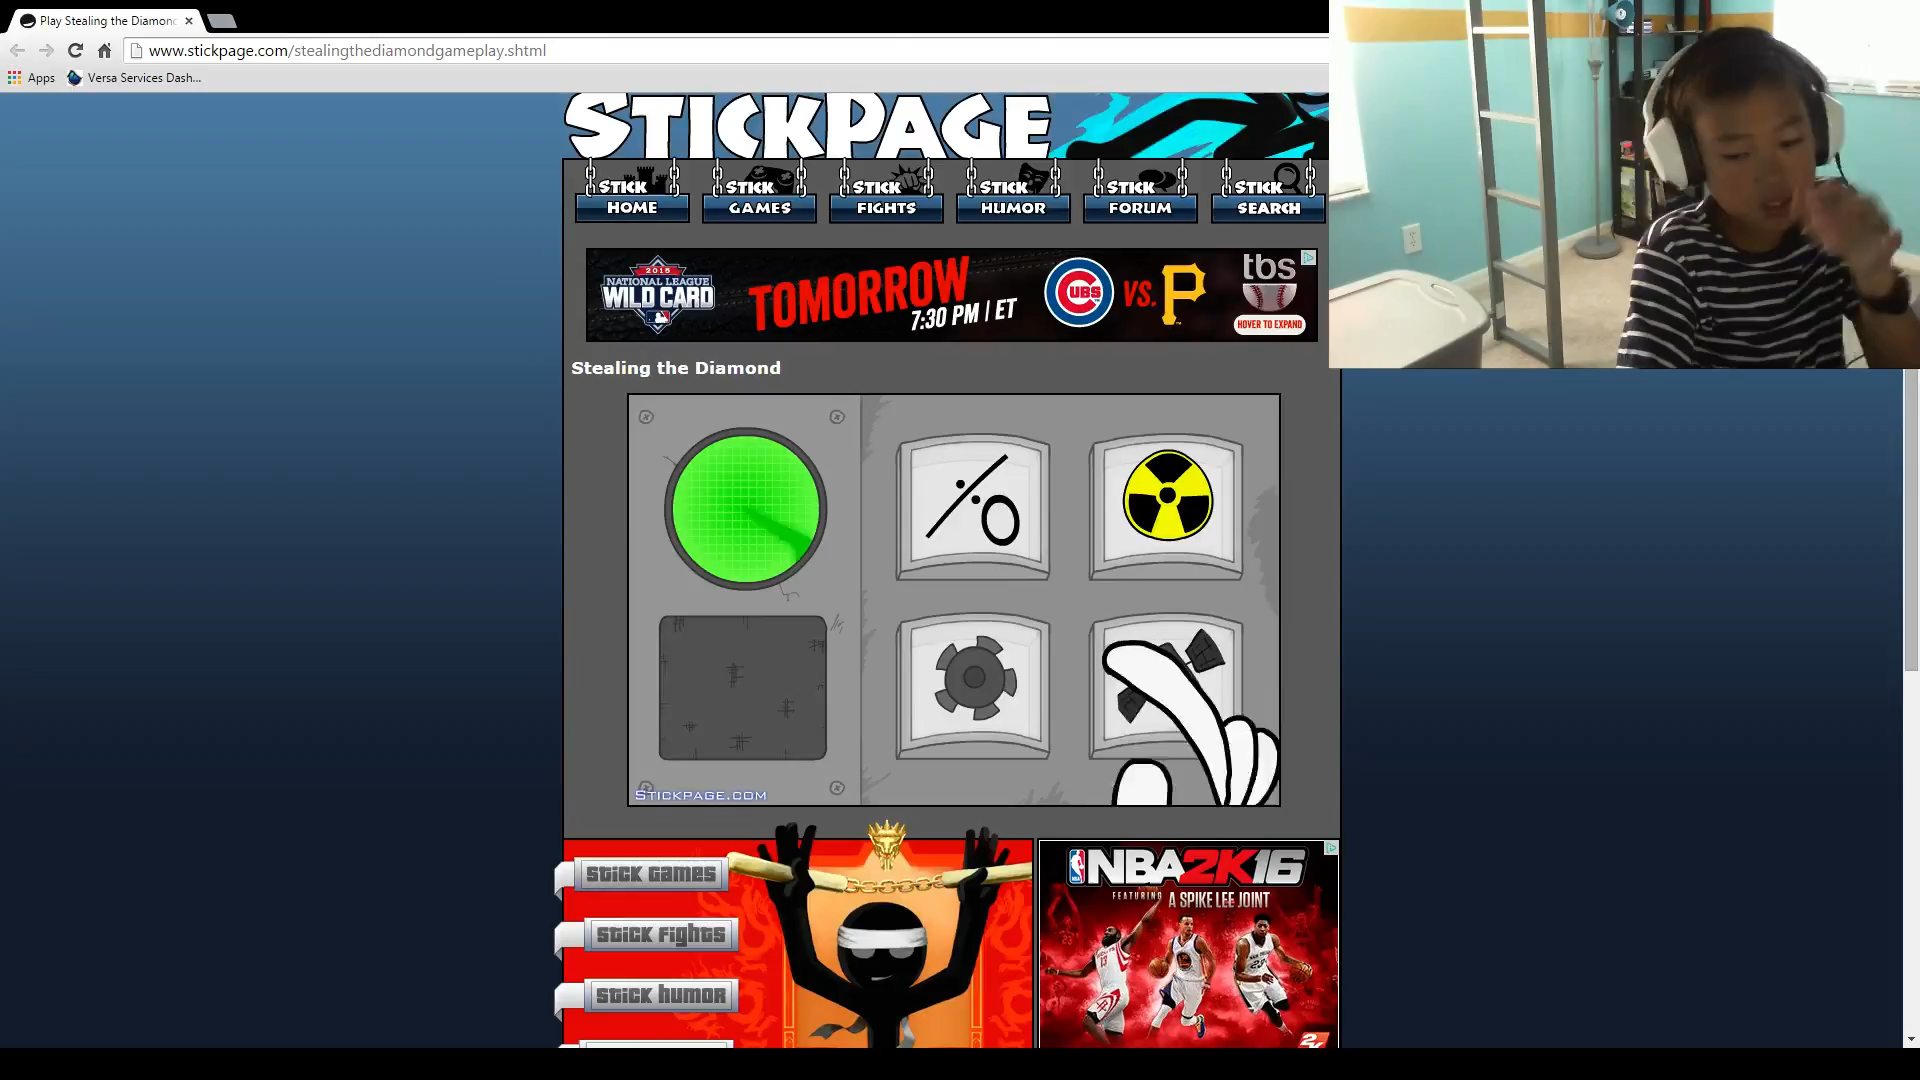 Play Stealing the Diamond
www.stickpage.com/stealingthediamondgameplay.shtml
Apps
Versa Services Dash...
STICKPAGE
STICK HOME
STICK GAMES
STICK FIGHTS
STICK HUMOR
STICK FORUM
STICK SEARCH
2015
NATIONAL LEAGUE
WILD CARD
TOMORROW
7:30 PM | ET
CUBS
VS.
P
tbs
HOVER TO EXPAND
Stealing the Diamond
STICKPAGE.COM
STICK GAMES
STICK FIGHTS
STICK HUMOR
NBA 2K16
FEATURING A SPIKE LEE JOINT
2K